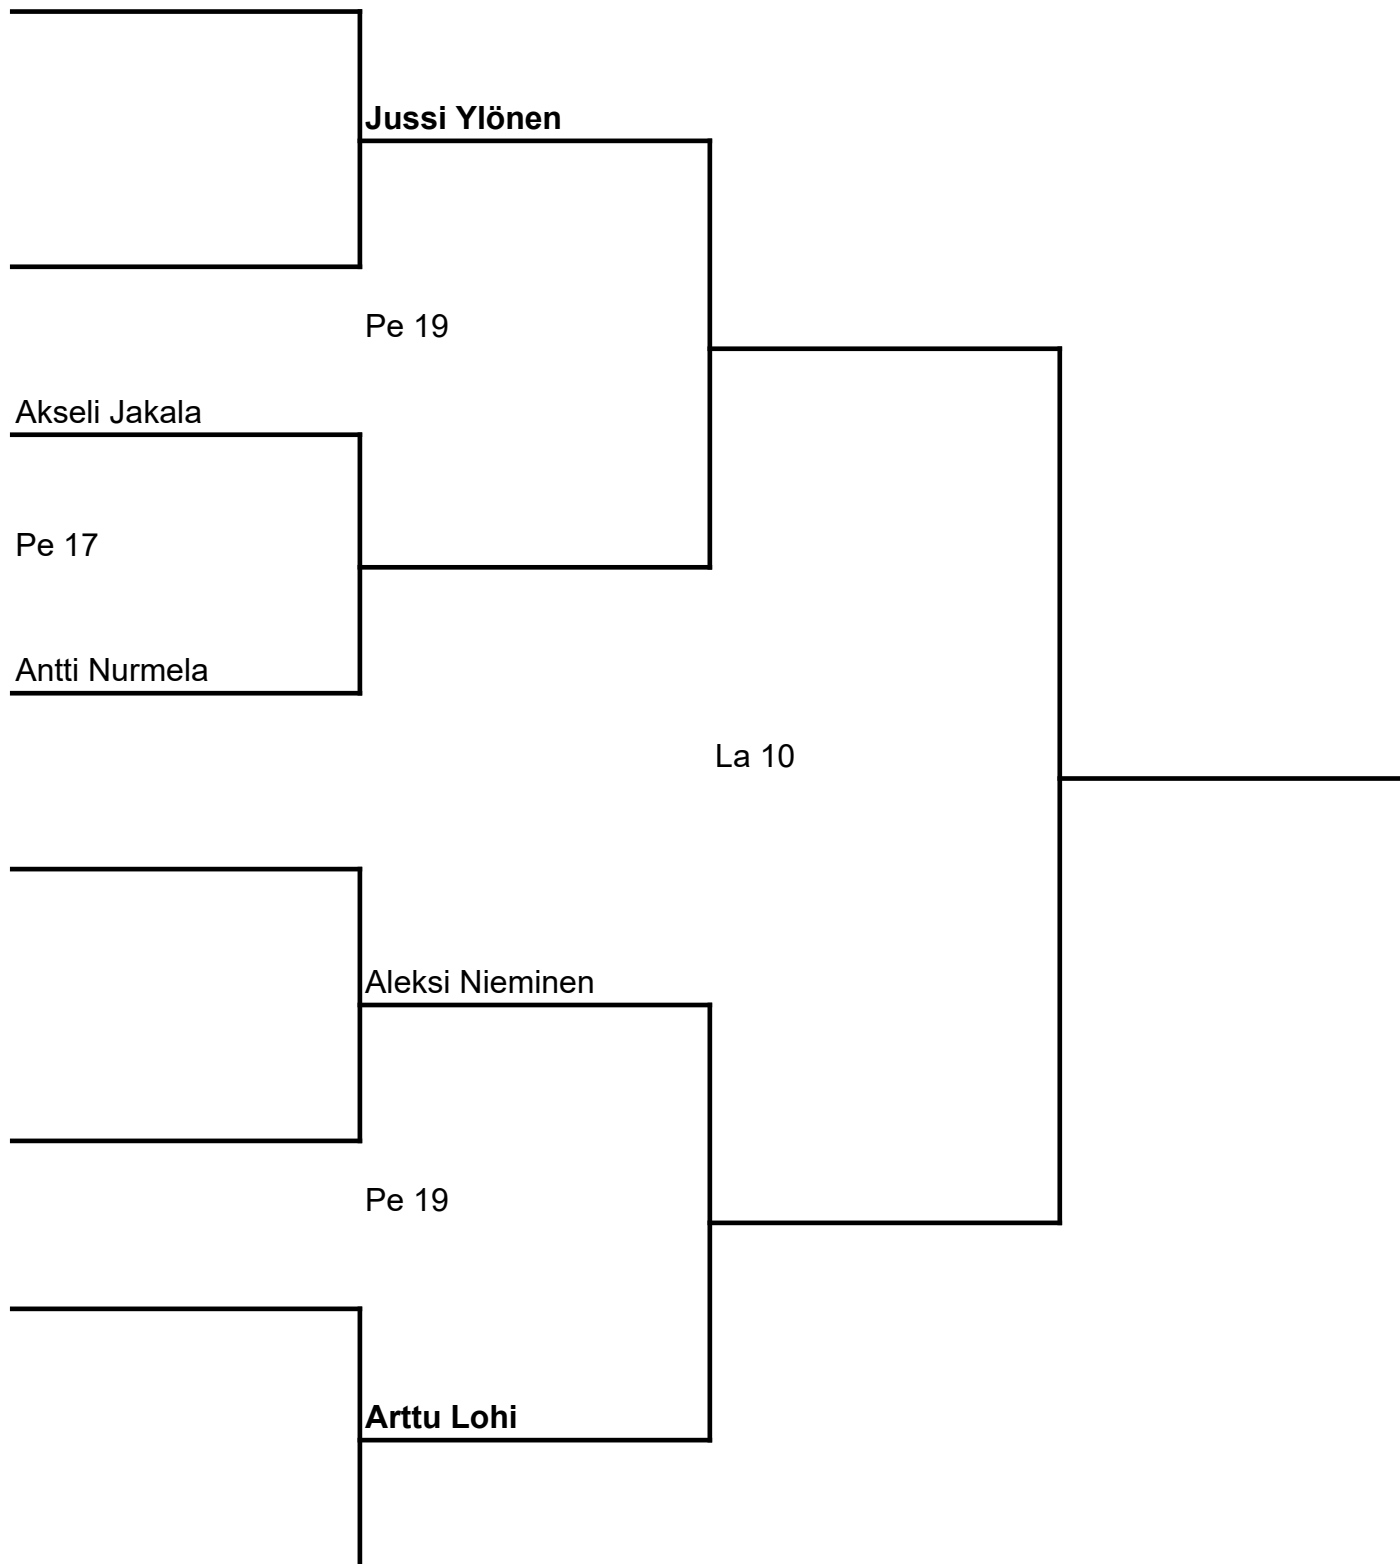 Jussi Ylönen
Pe 19
Akseli Jakala
Pe 17
Antti Nurmela
La 10
Aleksi Nieminen
Pe 19
Arttu Lohi